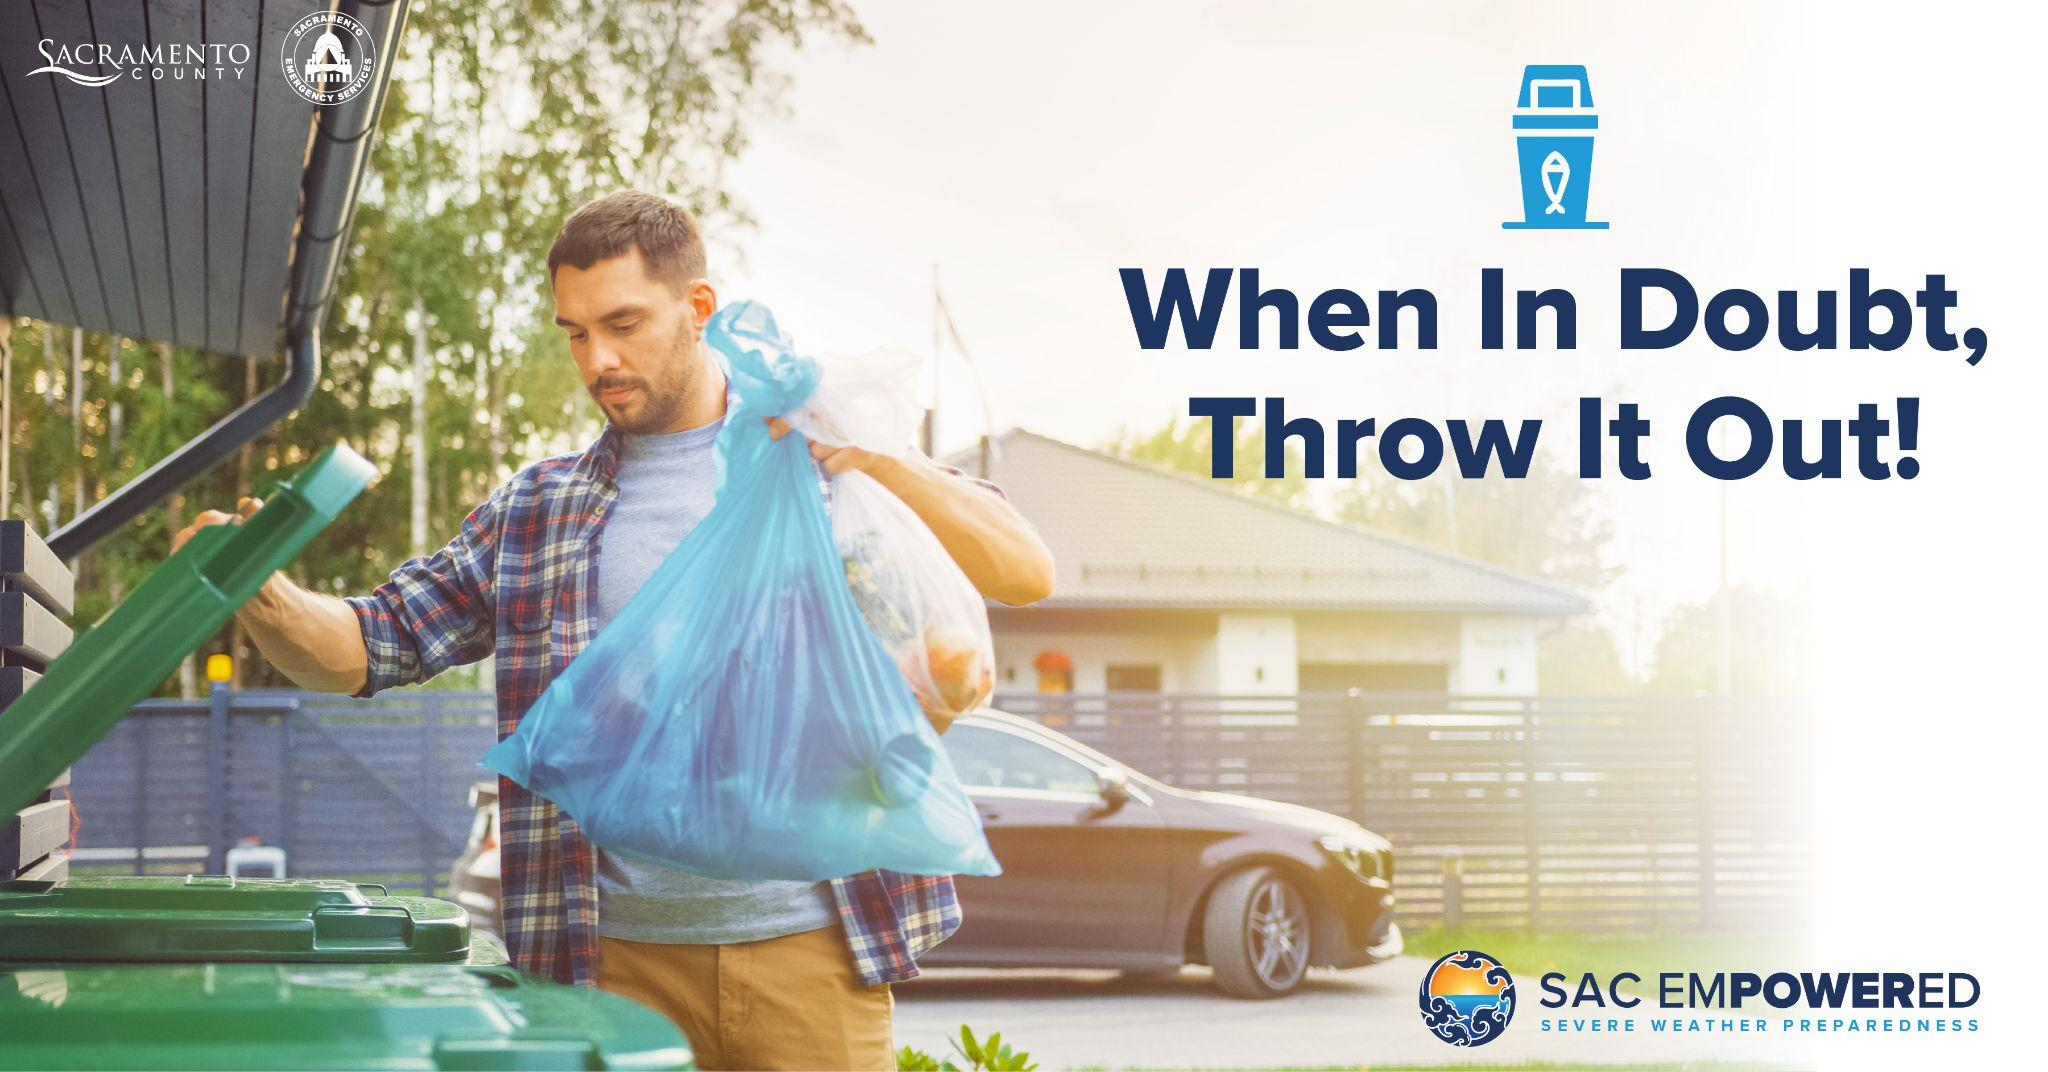 SACRAMENTO
COUNTY
SACRAMENTO
EMERGENCY SERVICES
When In Doubt,
Throw It Out!
SAC EMPOWERED
SEVERE WEATHER PREPAREDNESS